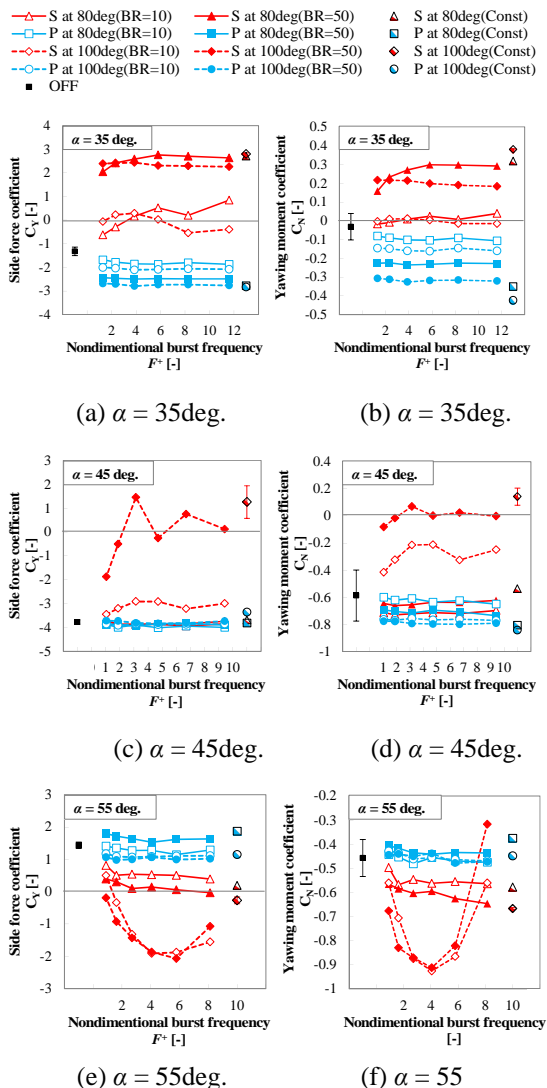 S at 80deg(BR=10) S at 80deg(BR=50) S at 80deg(Const)
P at 80deg(BR=10) P at 80deg(BR=50) P at 80deg(Const)
S at 100deg(BR=10) S at 100deg(BR=50) S at 100deg(Const)
P at 100deg(BR=10) P at 100deg(BR=50) P at 100deg(Const)
OFF
Side force coefficient
C_Y [-]
4
3
2
1
0
-1
-2
-3
-4
α = 35 deg.
2 4 6 8 10 12
Nondimentional burst frequency
F⁺ [-]
(a) α = 35deg.
Yawing moment coefficient
C_N [-]
0.5
0.4
0.3
0.2
0.1
0
-0.1
-0.2
-0.3
-0.4
-0.5
α = 35 deg.
2 4 6 8 10 12
Nondimentional burst frequency
F⁺ [-]
(b) α = 35deg.
Side force coefficient
C_Y [-]
3
2
1
0
-1
-2
-3
-4
-5
α = 45 deg.
0 1 2 3 4 5 6 7 8 9 10
Nondimentional burst frequency
F⁺ [-]
(c) α = 45deg.
Yawing moment coefficient
C_N [-]
0.4
0.2
0
-0.2
-0.4
-0.6
-0.8
-1
α = 45 deg.
1 2 3 4 5 6 7 8 9 10
Nondimentional burst frequency
F⁺ [-]
(d) α = 45deg.
Side force coefficient
C_Y [-]
3
2
1
0
-1
-2
-3
α = 55 deg.
2 4 6 8 10
Nondimentional burst frequency
F⁺ [-]
(e) α = 55deg.
Yawing moment coefficient
C_N [-]
-0.2
-0.3
-0.4
-0.5
-0.6
-0.7
-0.8
-0.9
-1
α = 55 deg.
2 4 6 8 10
Nondimentional burst frequency
[-]
(f) α = 55